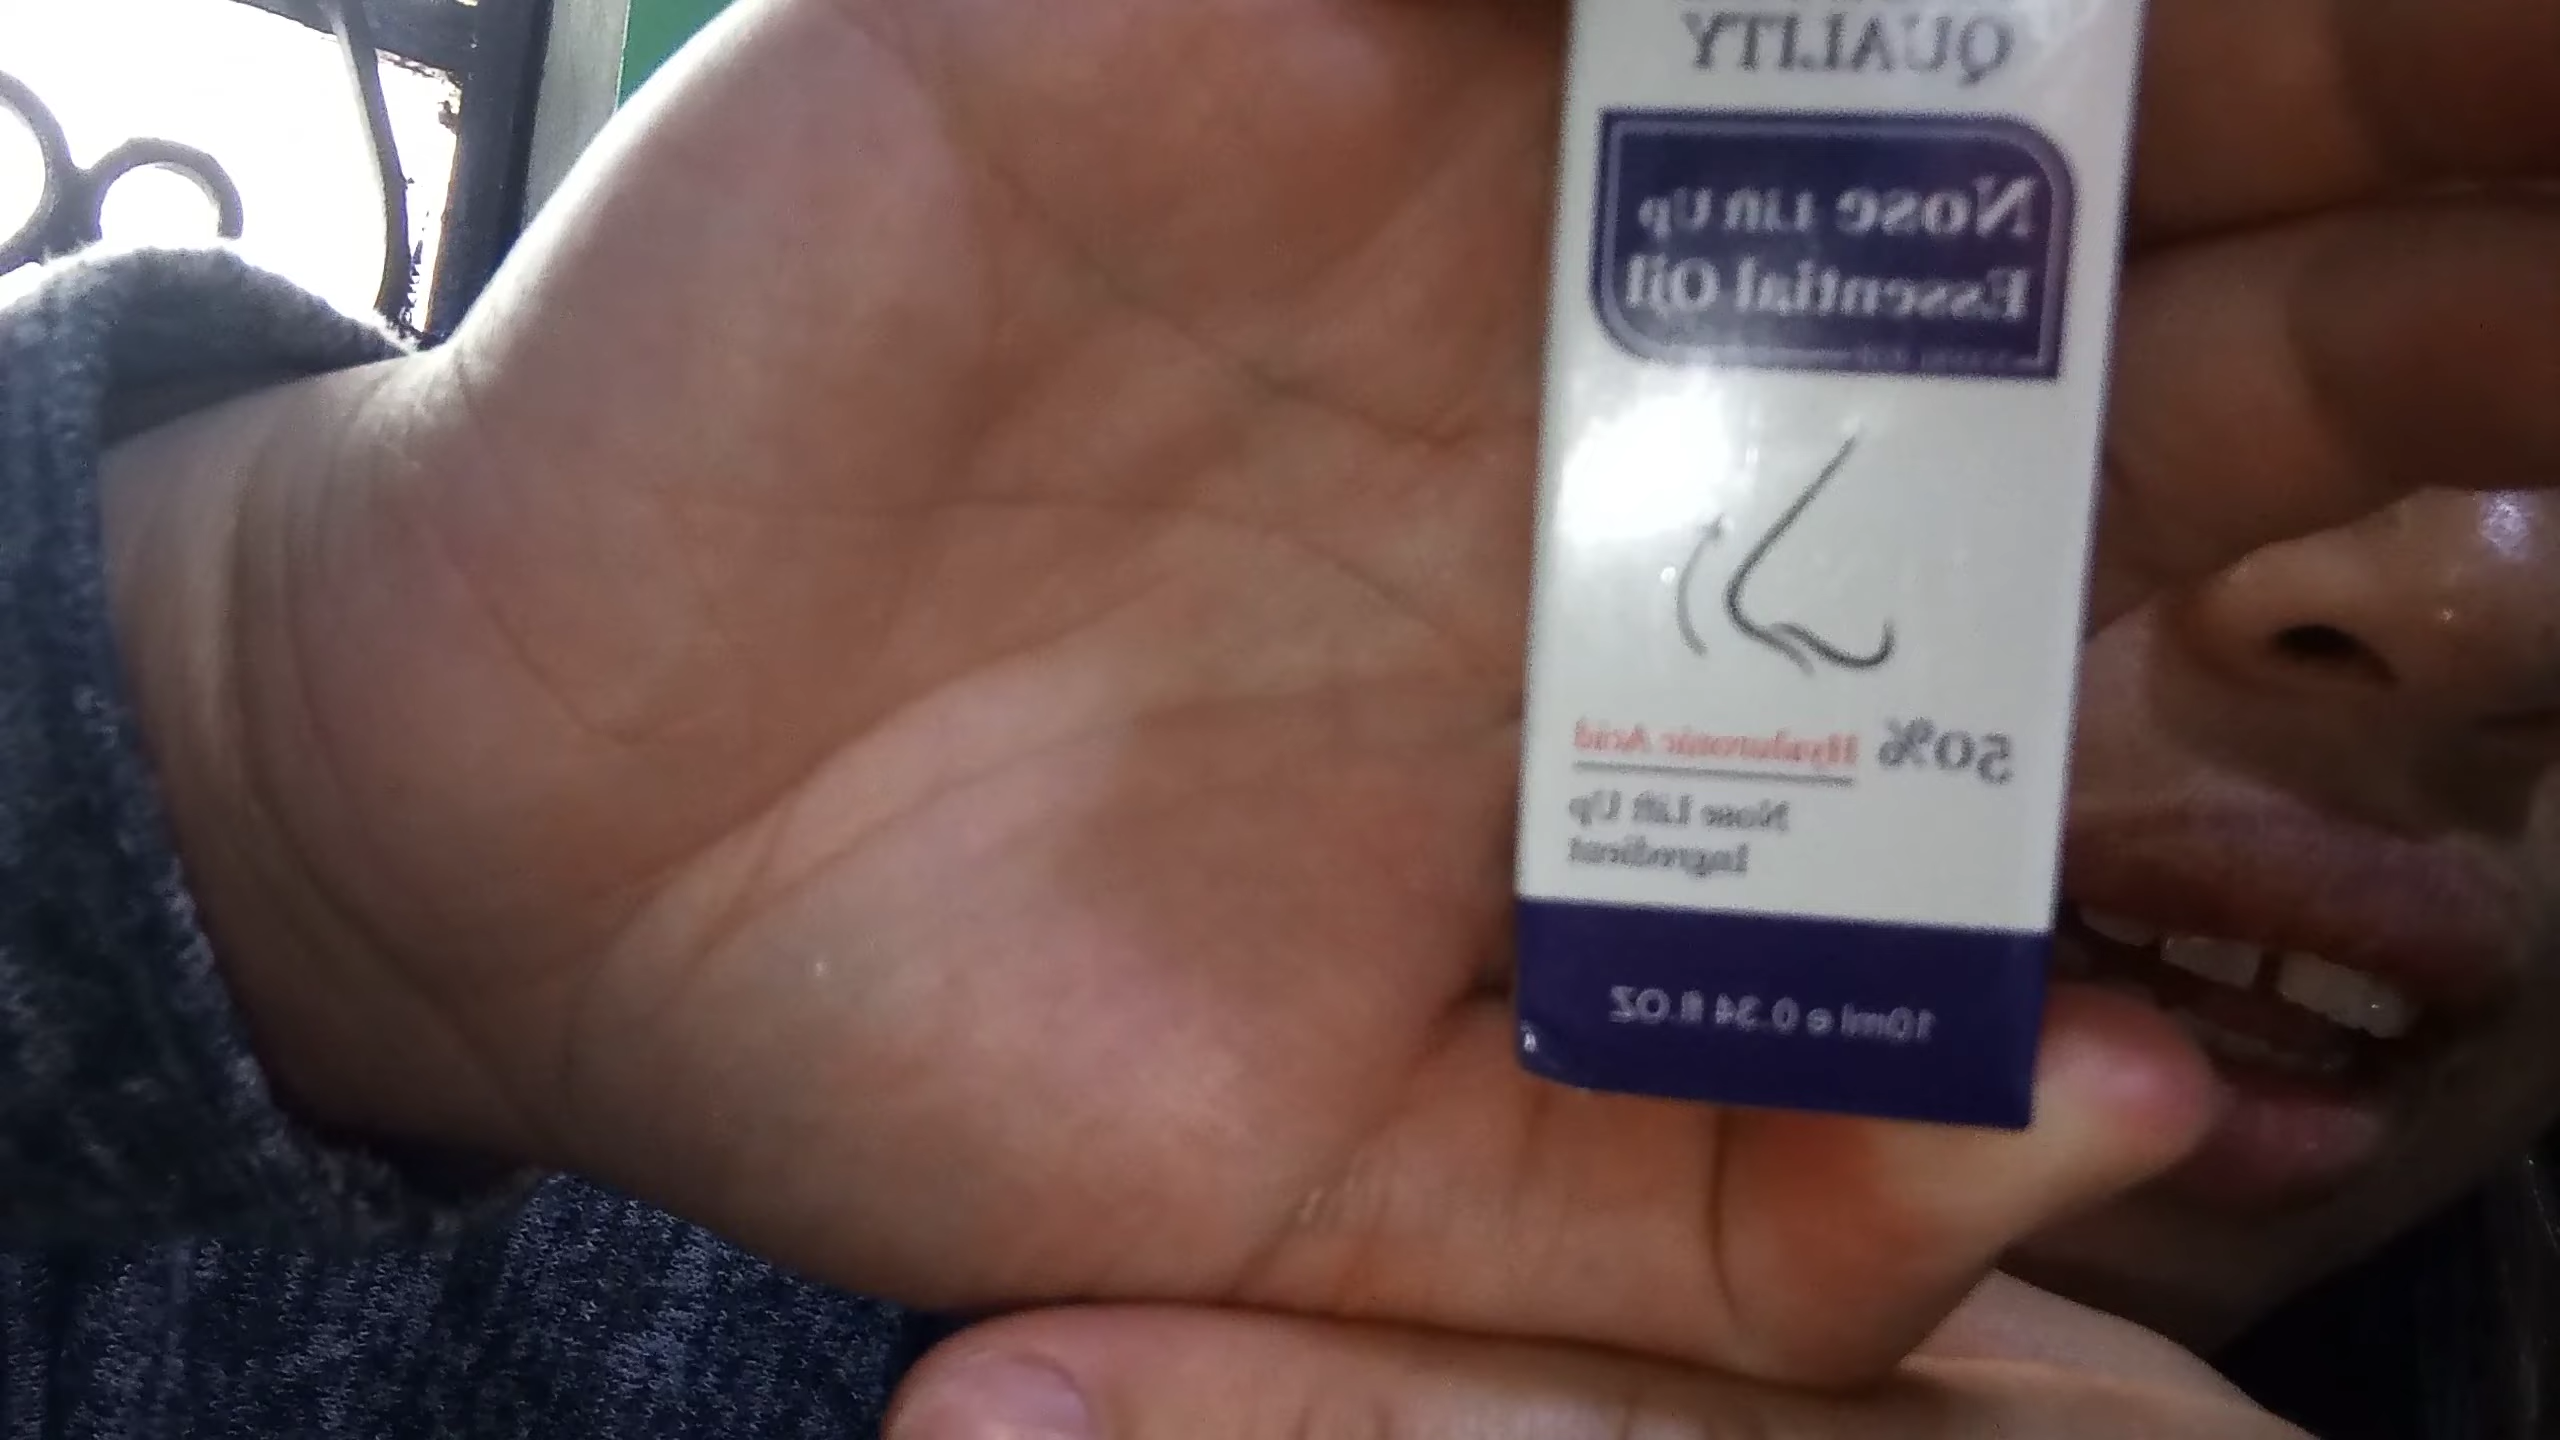 QUALITY
Nose Lift Up
Essential Oil
50% Hyaluronic Acid
Nose Lift Up
Ingredient
10ml e 0.34 fl.OZ